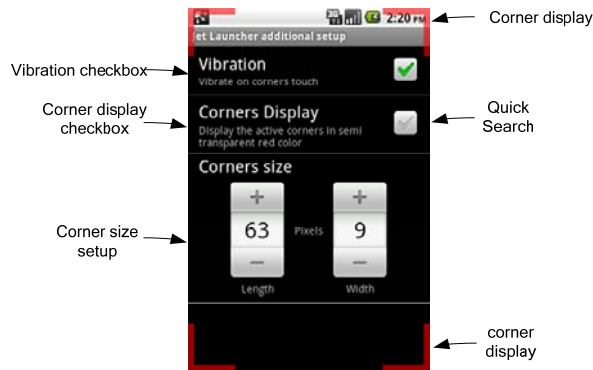 Corner display
3G 2:20 PM
et Launcher additional setup
Vibration checkbox
Vibration
Vibrate on corners touch
Corner display
checkbox
Corners Display
Display the active corners in semi
transparent red color
Quick
Search
Corners size
+ +
Corner size
setup
63 Pixels 9
− −
Length Width
corner
display